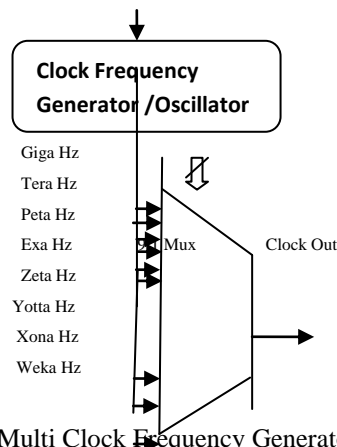 Clock Frequency
Generator /Oscillator
Giga Hz
Tera Hz
Peta Hz
Exa Hz
Mux
Clock Out
Zeta Hz
Yotta Hz
Xona Hz
Weka Hz
Multi Clock Frequency Generato